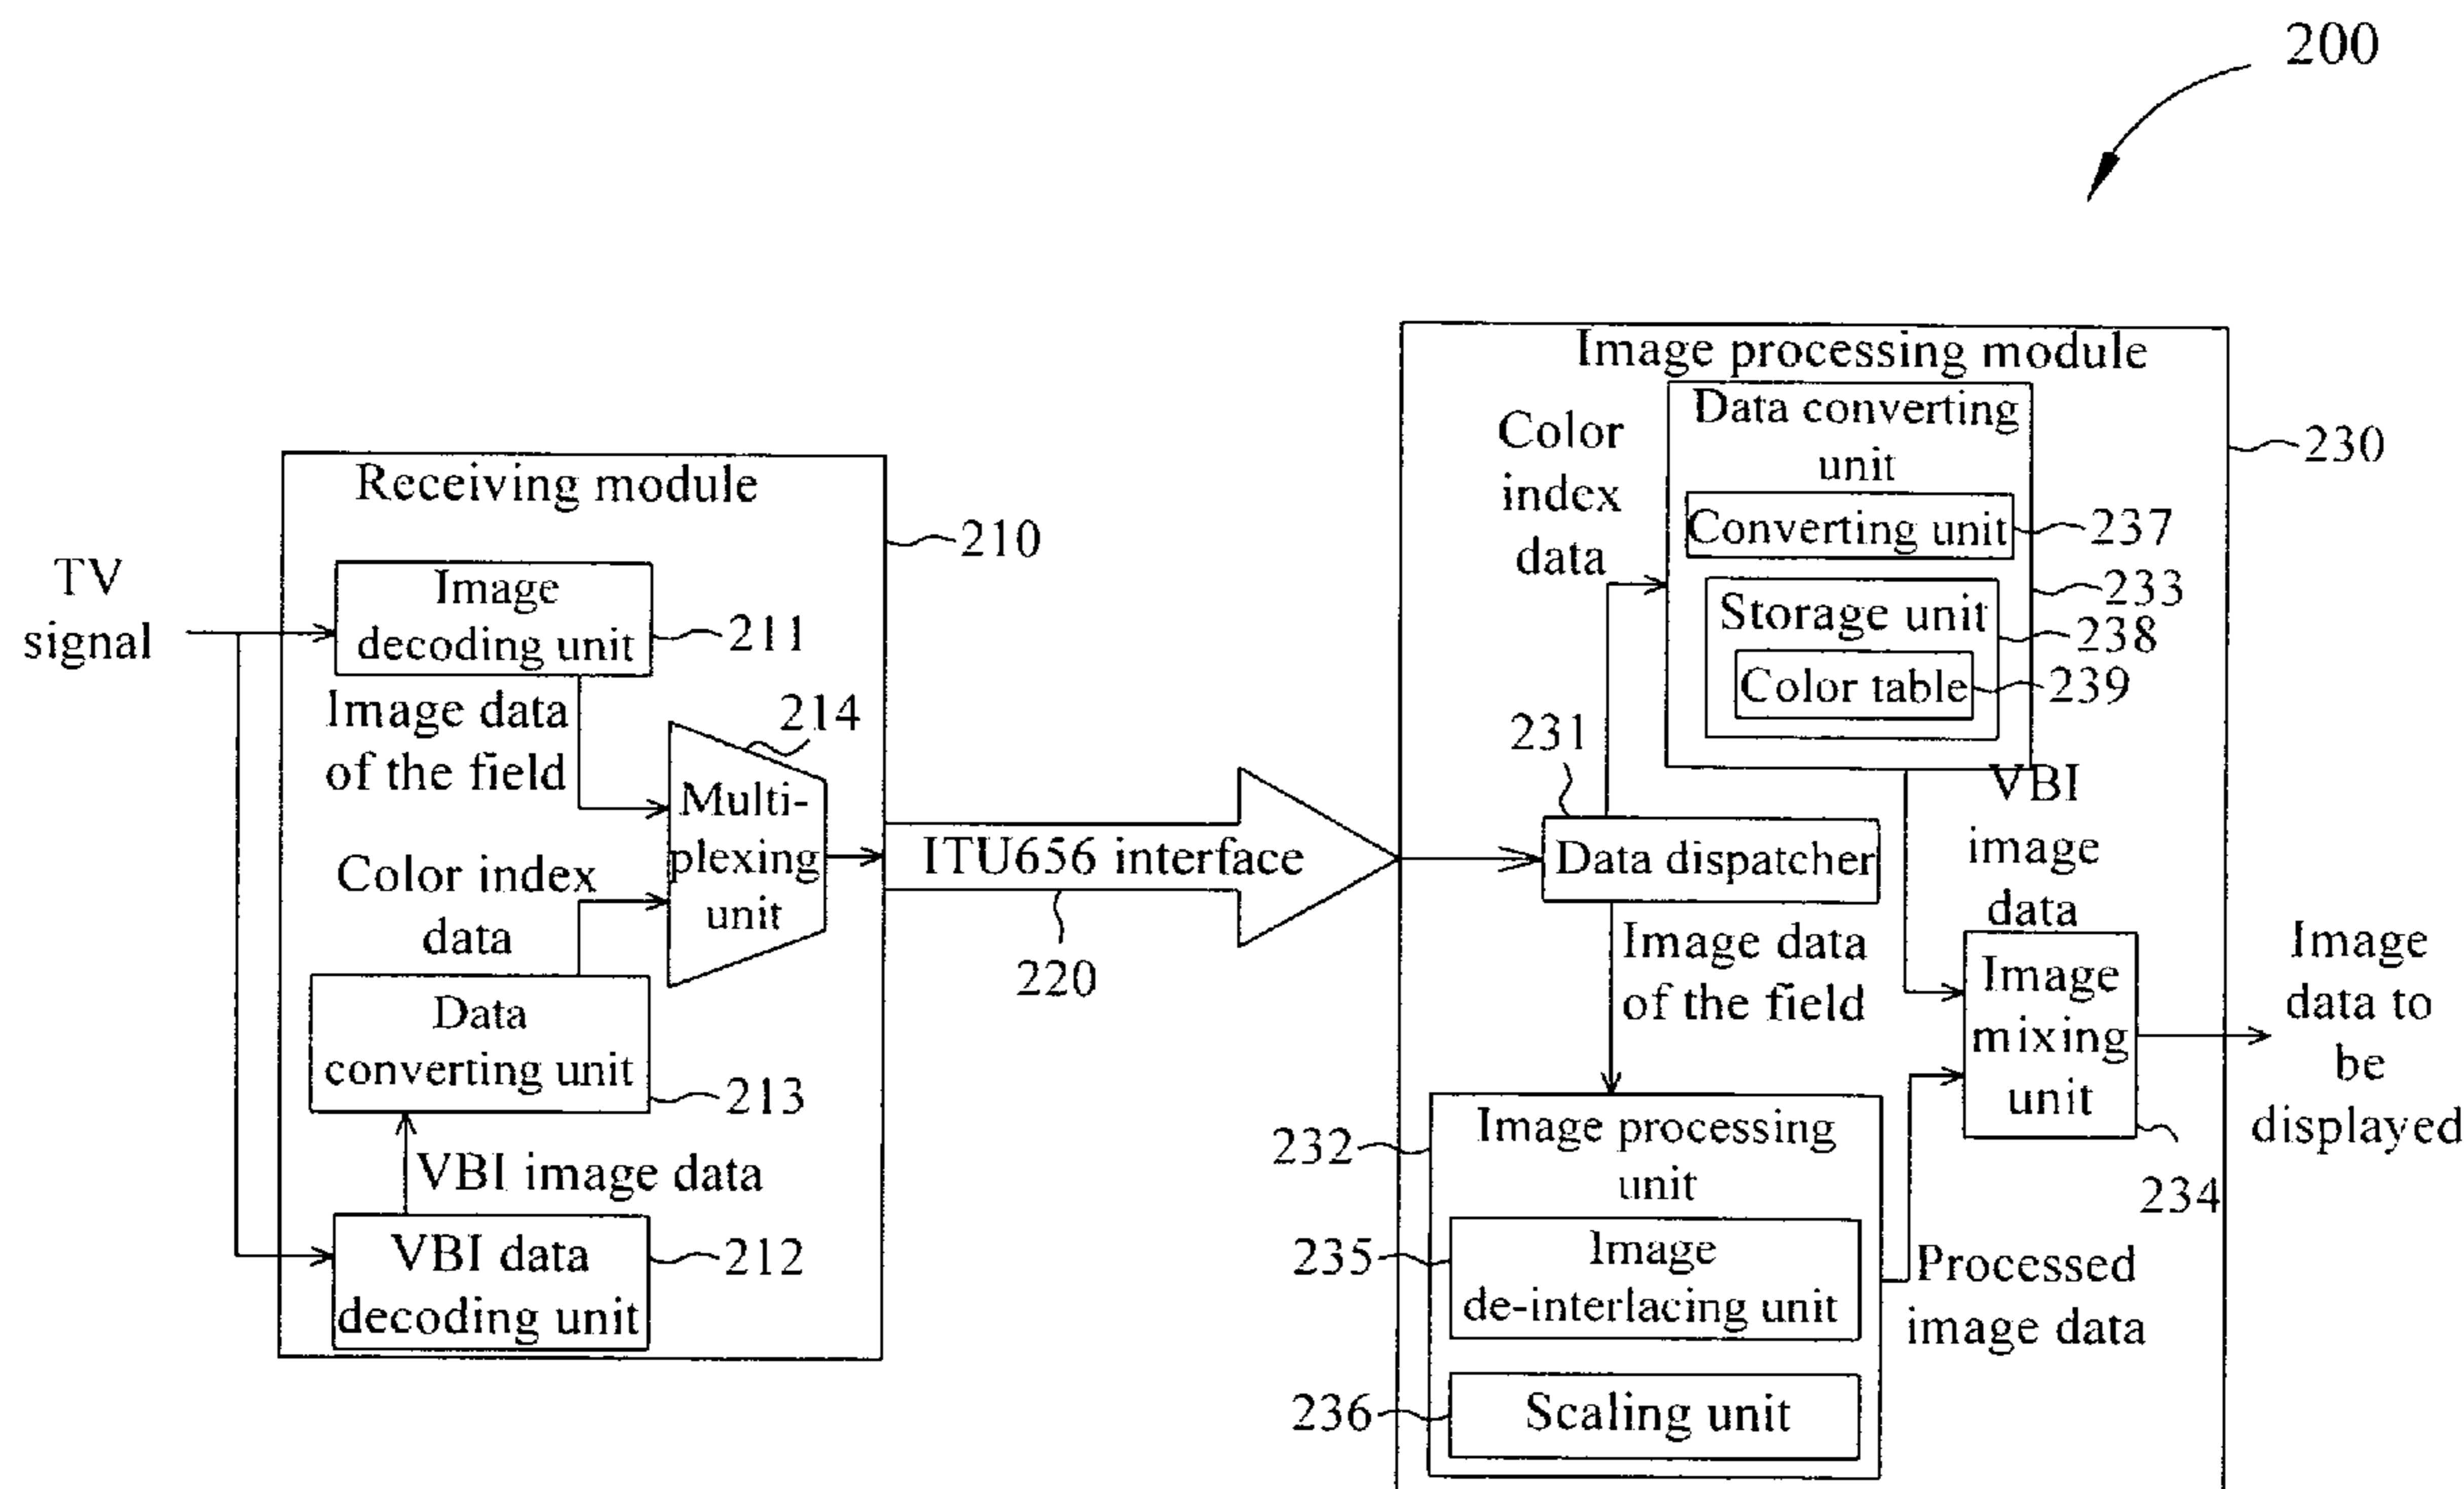 200
TV
signal
Receiving module
210
Image
decoding unit
211
Image data
of the field
214
Multi-
plexing
unit
Color index
data
Data
converting unit
213
VBI image data
VBI data
decoding unit
212
ITU656 interface
220
Image processing module
230
Color
index
data
Data converting
unit
Converting unit
237
233
Storage unit
238
Color table
239
231
Data dispatcher
VBI
image
data
Image data
of the field
Image
mixing
unit
234
Image
data to
be
displayed
232
Image processing
unit
235
Image
de-interlacing unit
236
Scaling unit
Processed
image data